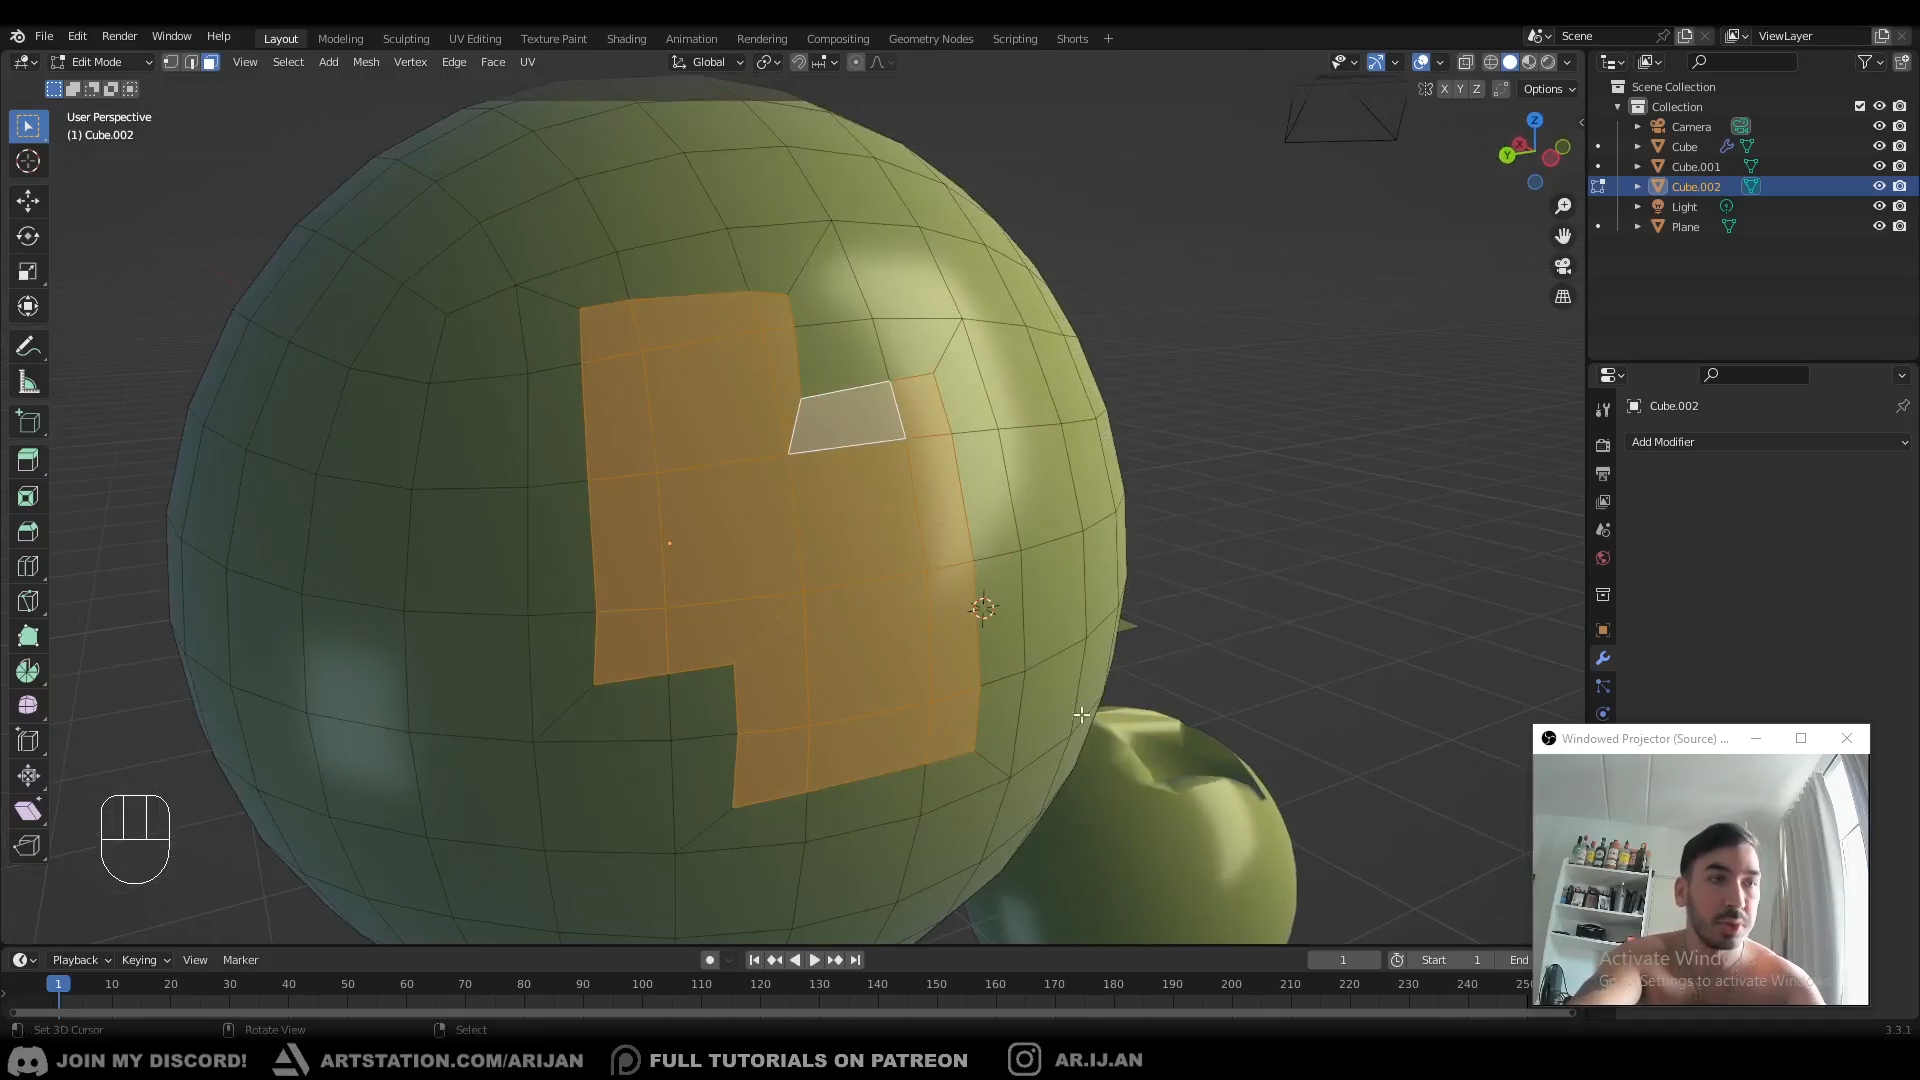 File Edit Render Window Help Layout Modeling Sculpting UV Editing Texture Paint Shading Animation Rendering Compositing Geometry Nodes Scripting Shorts + Scene ViewLayer
Edit Mode View Select Add Mesh Vertex Edge Face UV Global
X Y Z Options
User Perspective
(1) Cube.002
Z
X
Y
Scene Collection
Collection
Camera
Cube
Cube.001
Cube.002
Light
Plane
Cube.002
Add Modifier
Windowed Projector (Source) ...
Activate Windows
Playback Keying View Marker 1 Start 1 End
1 10 20 30 40 50 60 70 80 90 100 110 120 130 140 150 160 170 180 190 200 210 220 230 240
Set 3D Cursor Rotate View Select 3.3.1
JOIN MY DISCORD! ARTSTATION.COM/ARIJAN FULL TUTORIALS ON PATREON AR.IJ.AN